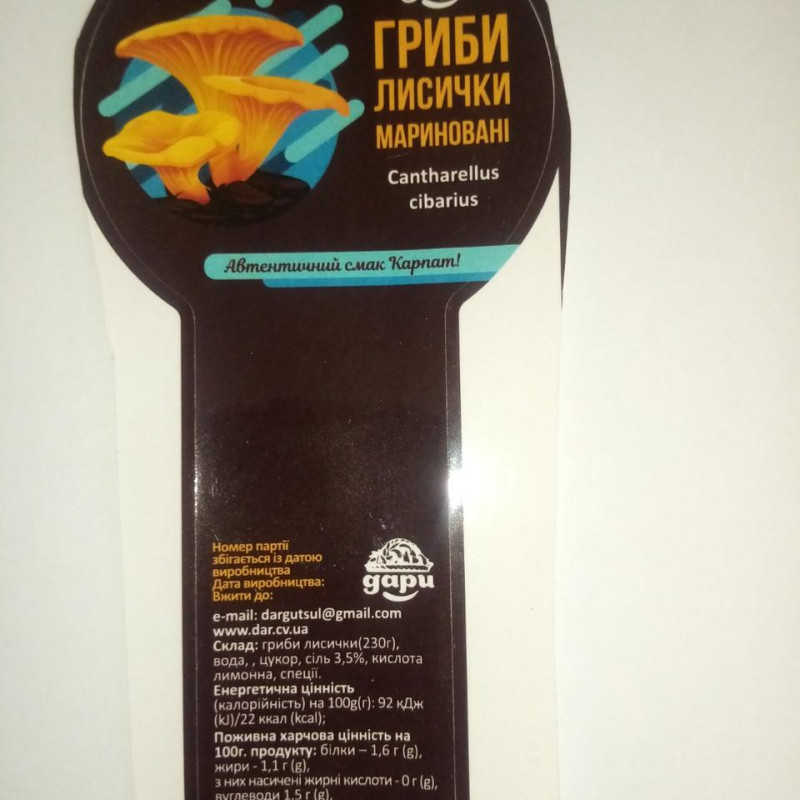 ГРИБИ
ЛИСИЧКИ
МАРИНОВАНІ
Cantharellus
cibarius
Автентичний смак Карпат!
Номер партії
збігається із датою
виробництва
Дата виробництва:
Вжити до:
дари
e-mail: dargutsul@gmail.com
www.dar.cv.ua
Склад: гриби лисички(230г),
вода, , цукор, сіль 3,5%, кислота
лимонна, спеції.
Енергетична цінність
(калорійність) на 100g(г): 92 кДж
(kJ)/22 ккал (kcal);
Поживна харчова цінність на
100г. продукту: білки – 1,6 г (g),
жири - 1,1 г (g),
з них насичені жирні кислоти - 0 г (g),
вуглеводи 1,5 г (g),